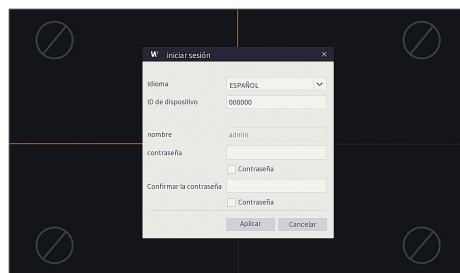 W iniciar sesión ×
Idioma ESPAÑOL
ID de dispositivo 000000
nombre admin
contraseña
Contraseña
Confirmar la contraseña
Contraseña
Aplicar Cancelar